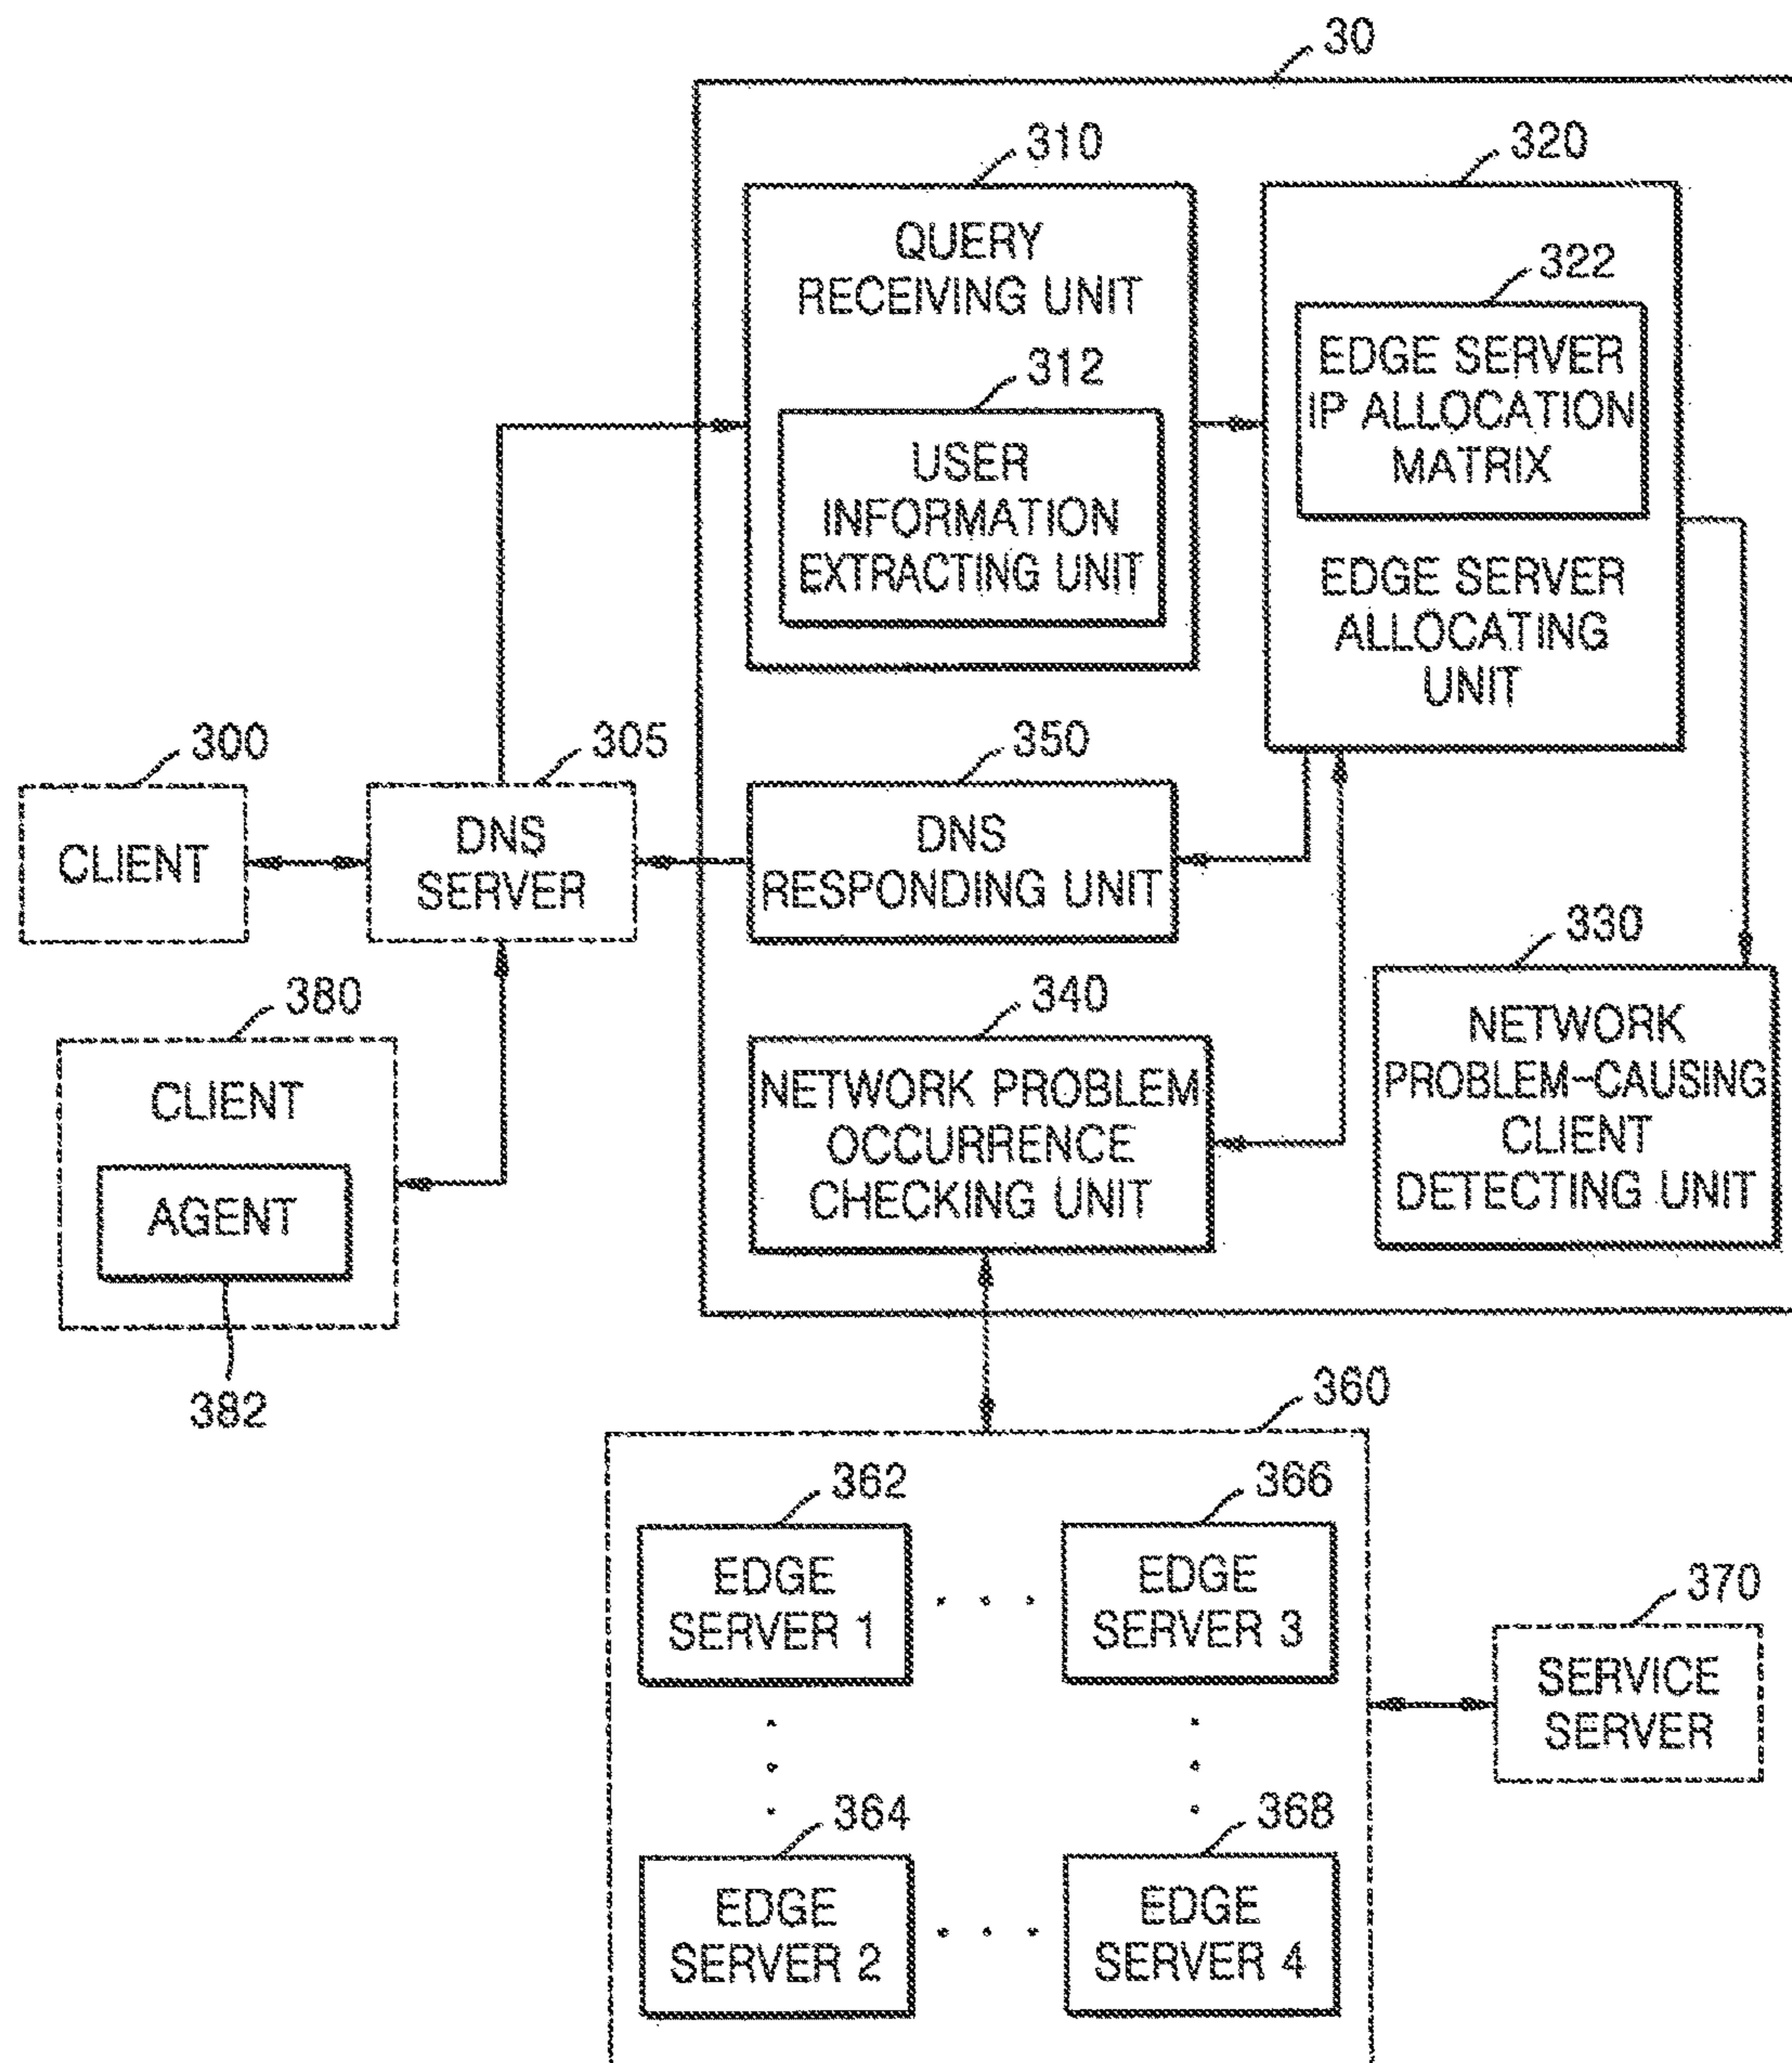 30
310
QUERY
RECEIVING UNIT
312
USER
INFORMATION
EXTRACTING UNIT
320
322
EDGE SERVER
IP ALLOCATION
MATRIX
EDGE SERVER
ALLOCATING
UNIT
300
CLIENT
305
DNS
SERVER
350
DNS
RESPONDING UNIT
330
NETWORK
PROBLEM-CAUSING
CLIENT
DETECTING UNIT
380
CLIENT
AGENT
382
340
NETWORK PROBLEM
OCCURRENCE
CHECKING UNIT
360
362
EDGE
SERVER 1
366
EDGE
SERVER 3
370
SERVICE
SERVER
364
EDGE
SERVER 2
368
EDGE
SERVER 4